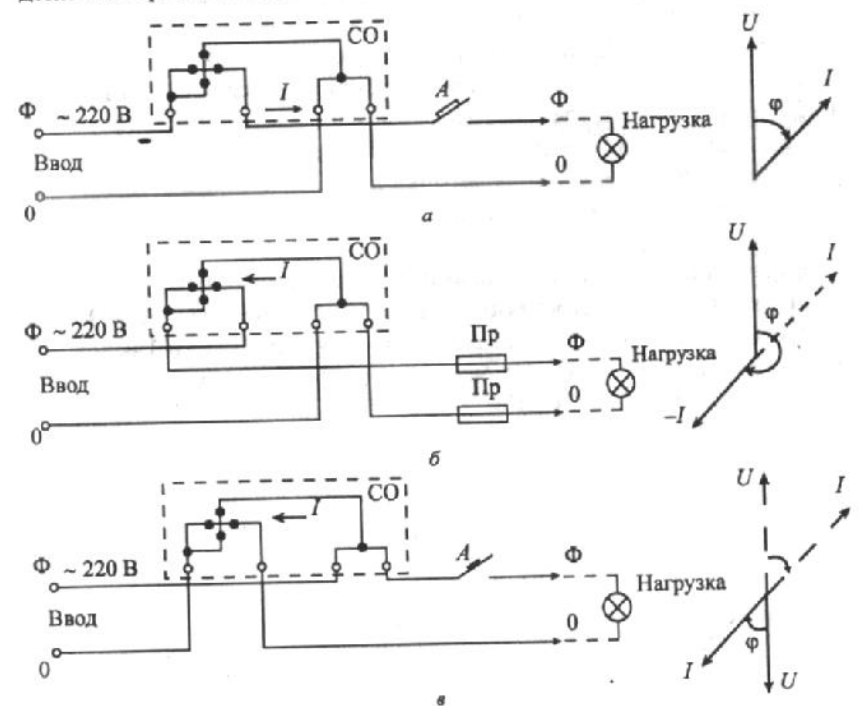 СО
I
А
Ф ~ 220 В
Ввод
0
Ф
0
Нагрузка
U
I
φ
а
СО
I
Ф ~ 220 В
Ввод
0
Пр
Пр
Ф
0
Нагрузка
U
I
φ
–I
б
СО
I
А
Ф ~ 220 В
Ввод
0
Ф
0
Нагрузка
U
I
φ
I
U
в